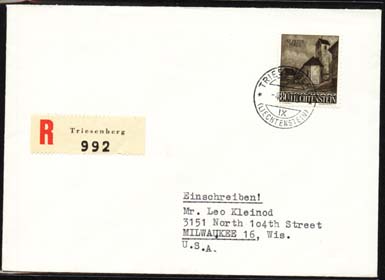 TRIESENBERG
LIECHTENSTEIN
IX
(LIECHTENSTEIN)
R
Triesenberg
992
Einschreiben!
Mr. Leo Kleinod
3151 North 104th Street
MILWAUKEE 16, Wis.
U.S.A.